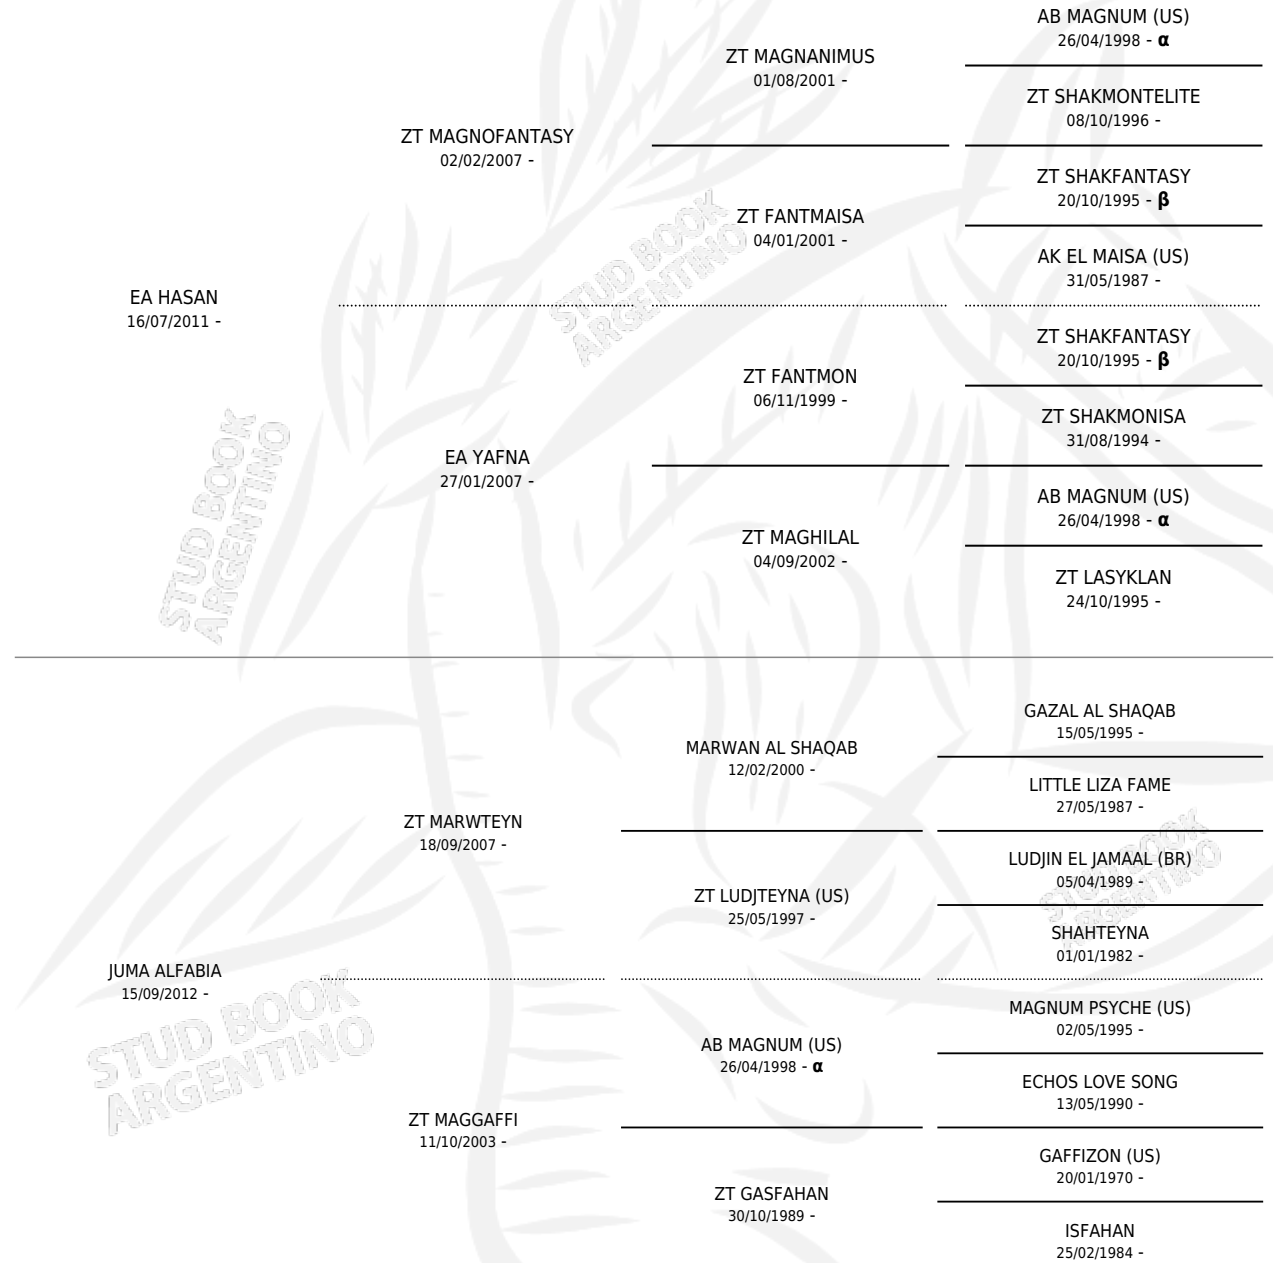 AB MAGNUM (US)
26/04/1998 - α
ZT MAGNANIMUS
01/08/2001 -
ZT SHAKMONTELITE
08/10/1996 -
ZT MAGNOFANTASY
02/02/2007 -
ZT SHAKFANTASY
20/10/1995 - β
ZT FANTMAISA
04/01/2001 -
AK EL MAISA (US)
31/05/1987 -
EA HASAN
16/07/2011 -
ZT SHAKFANTASY
20/10/1995 - β
ZT FANTMON
06/11/1999 -
ZT SHAKMONISA
31/08/1994 -
EA YAFNA
27/01/2007 -
AB MAGNUM (US)
26/04/1998 - α
ZT MAGHILAL
04/09/2002 -
ZT LASYKLAN
24/10/1995 -
GAZAL AL SHAQAB
15/05/1995 -
MARWAN AL SHAQAB
12/02/2000 -
LITTLE LIZA FAME
27/05/1987 -
ZT MARWTEYN
18/09/2007 -
LUDJIN EL JAMAAL (BR)
05/04/1989 -
ZT LUDJTEYNA (US)
25/05/1997 -
SHAHTEYNA
01/01/1982 -
JUMA ALFABIA
15/09/2012 -
MAGNUM PSYCHE (US)
02/05/1995 -
AB MAGNUM (US)
26/04/1998 - α
ECHOS LOVE SONG
13/05/1990 -
ZT MAGGAFFI
11/10/2003 -
GAFFIZON (US)
20/01/1970 -
ZT GASFAHAN
30/10/1989 -
ISFAHAN
25/02/1984 -
STUD BOOK
ARGENTINO
STUD BOOK
ARGENTINO
STUD BOOK
ARGENTINO
STUD BOOK
ARGENTINO